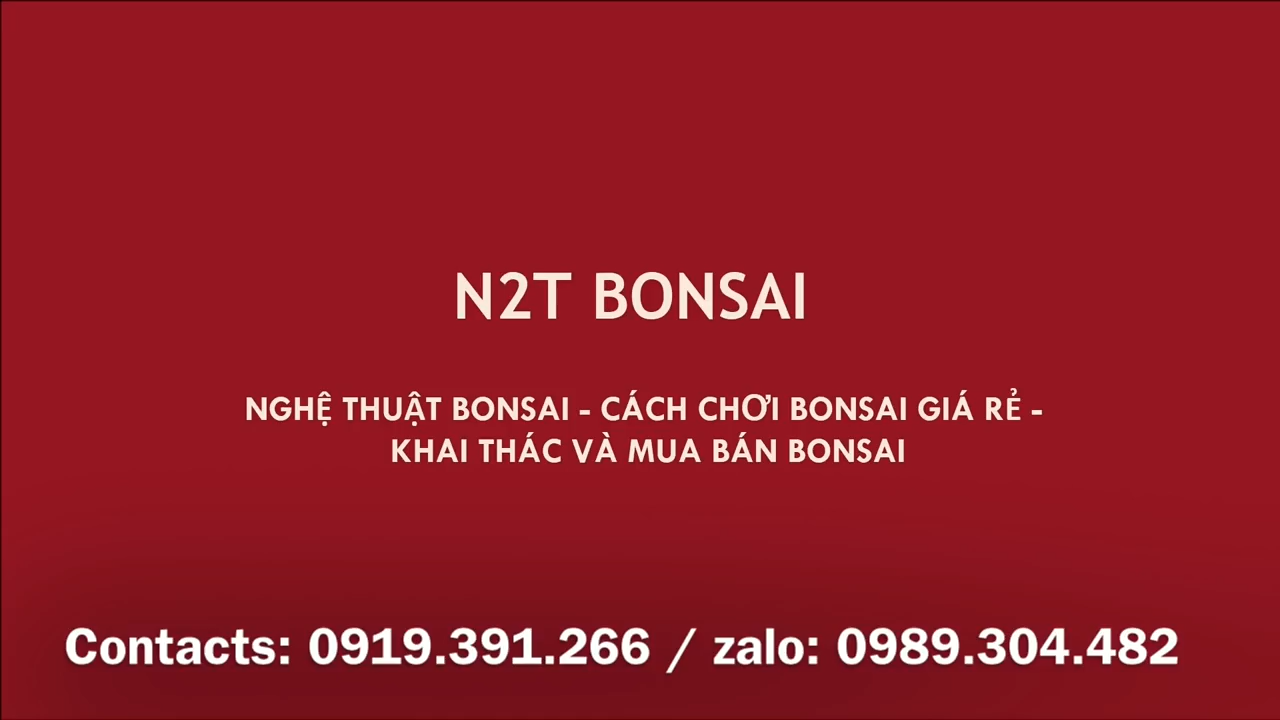 N2T BONSAI
NGHỆ THUẬT BONSAI - CÁCH CHƠI BONSAI GIÁ RẺ -
KHAI THÁC VÀ MUA BÁN BONSAI
Contacts: 0919.391.266 / zalo: 0989.304.482